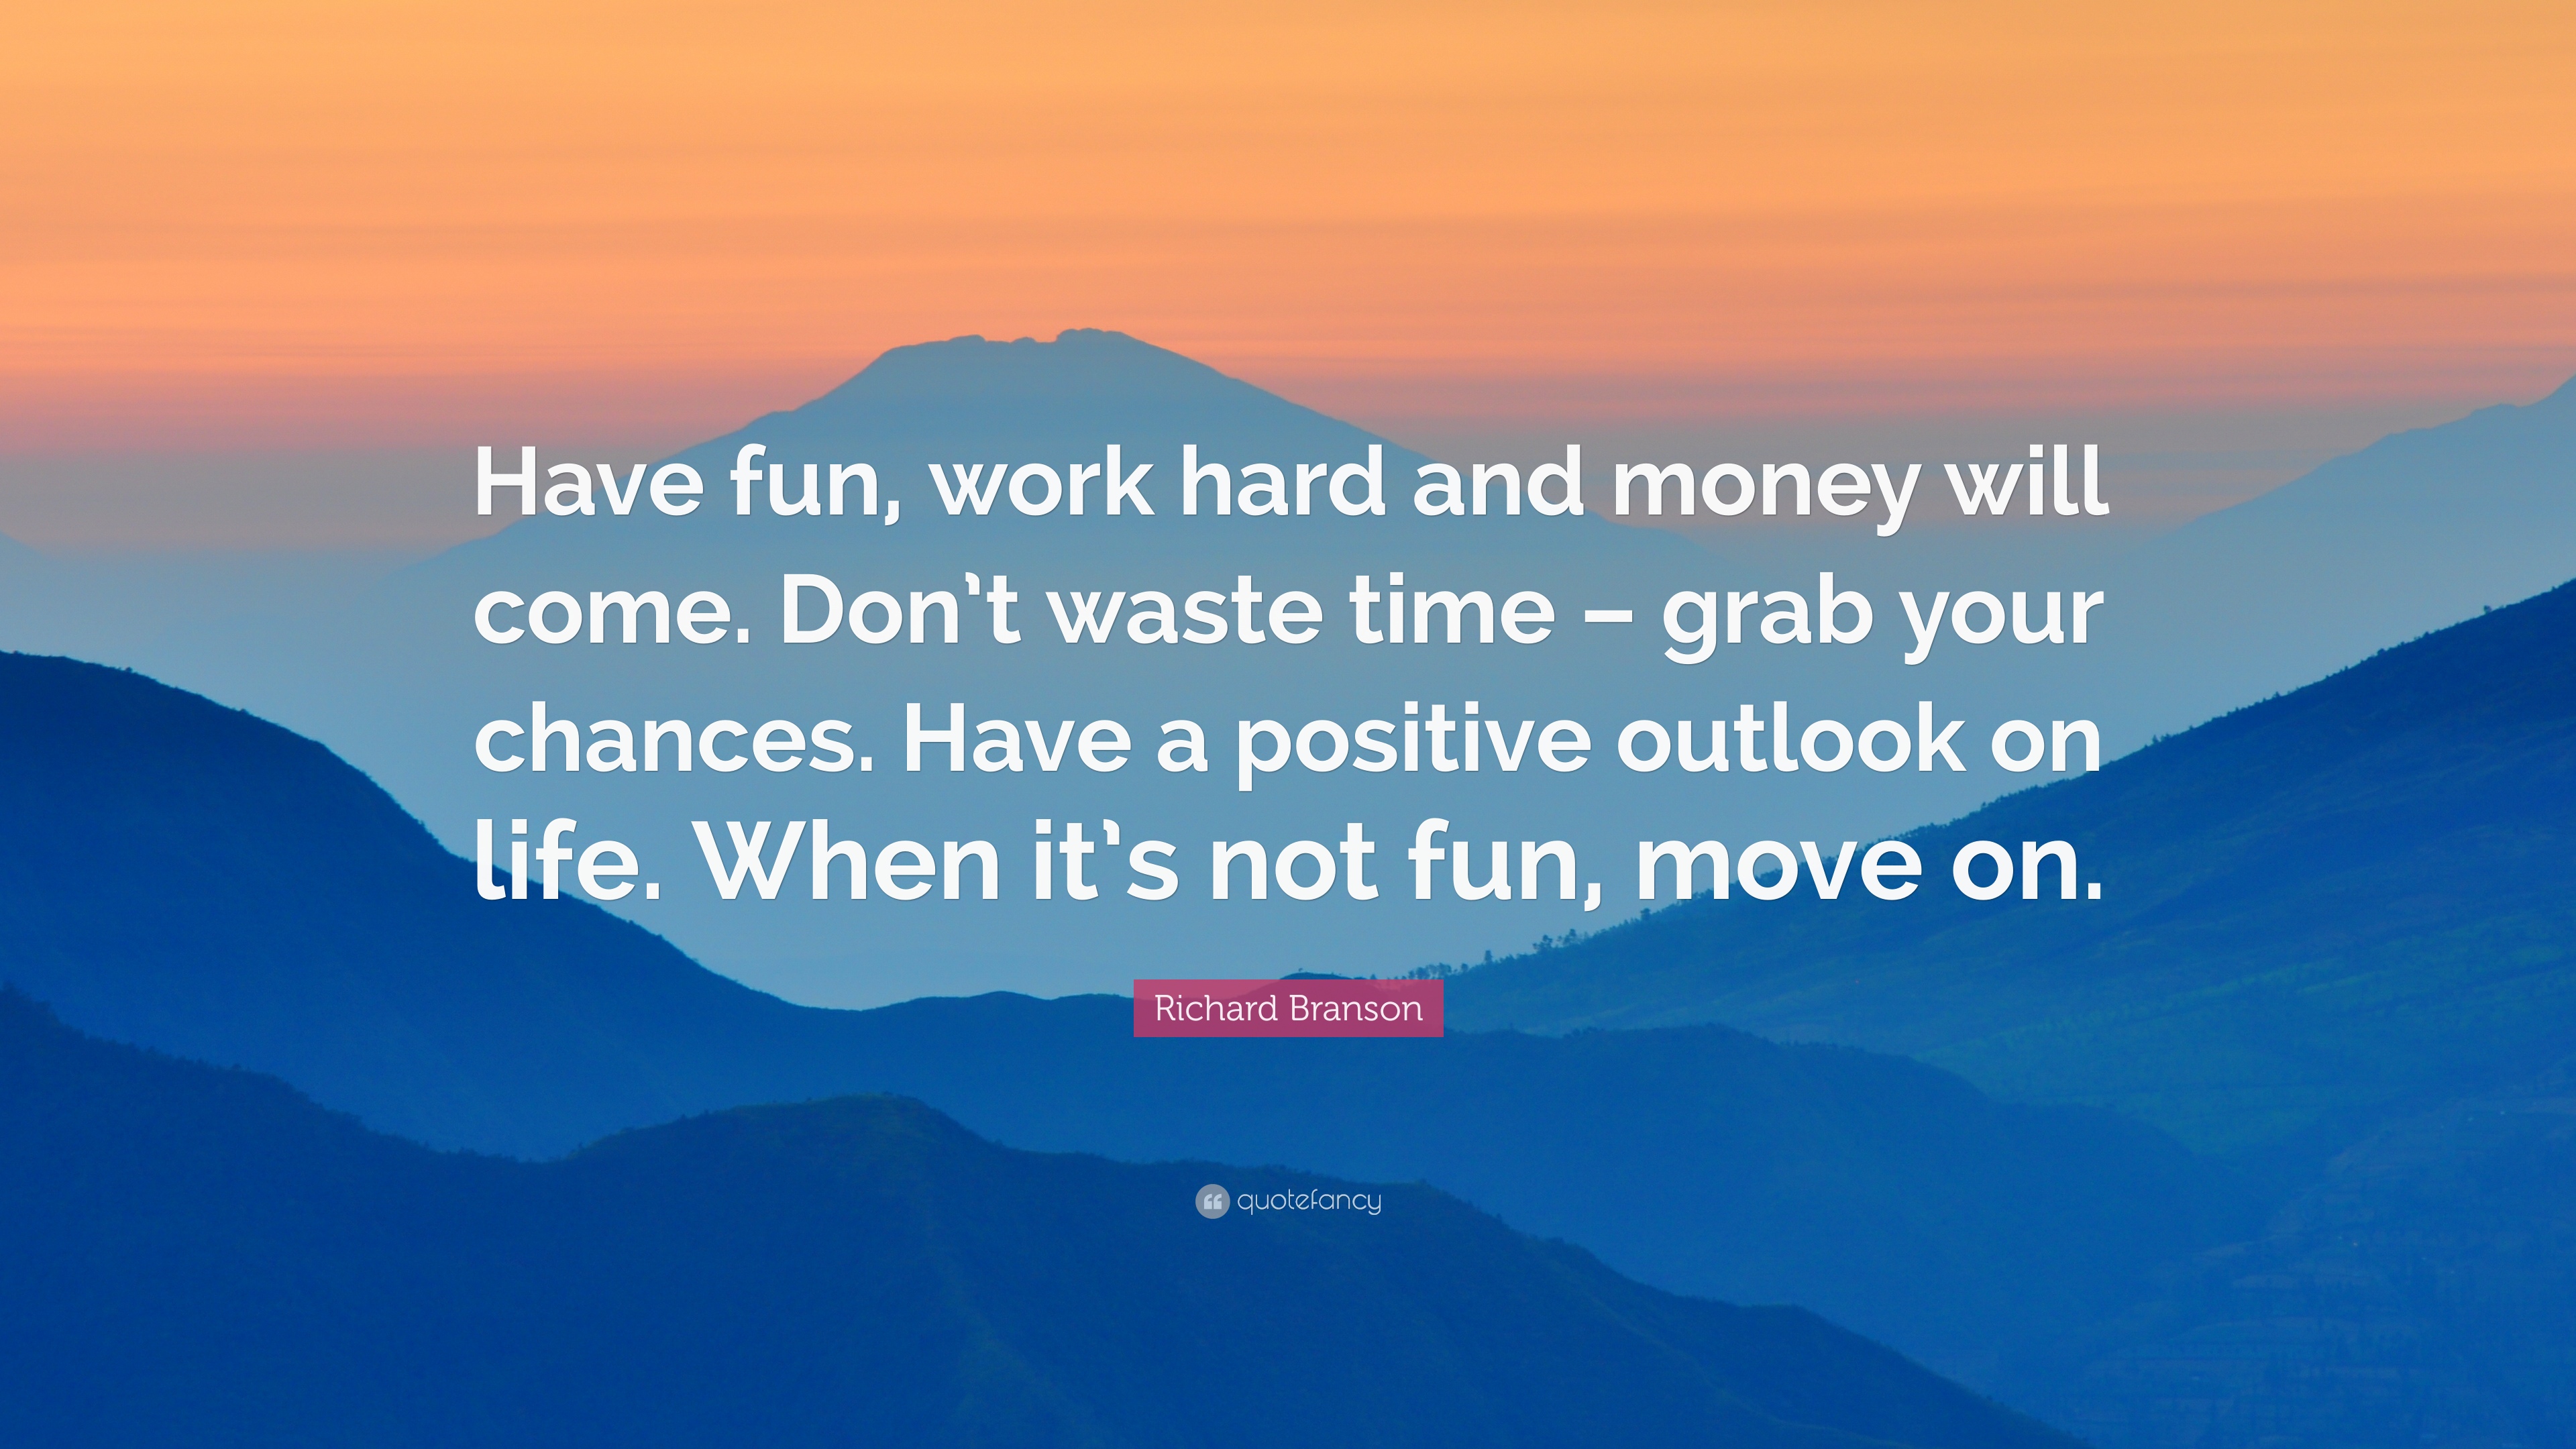 Have fun, work hard and money will
come. Don’t waste time – grab your
chances. Have a positive outlook on
life. When it’s not fun, move on.
Richard Branson
quotefancy